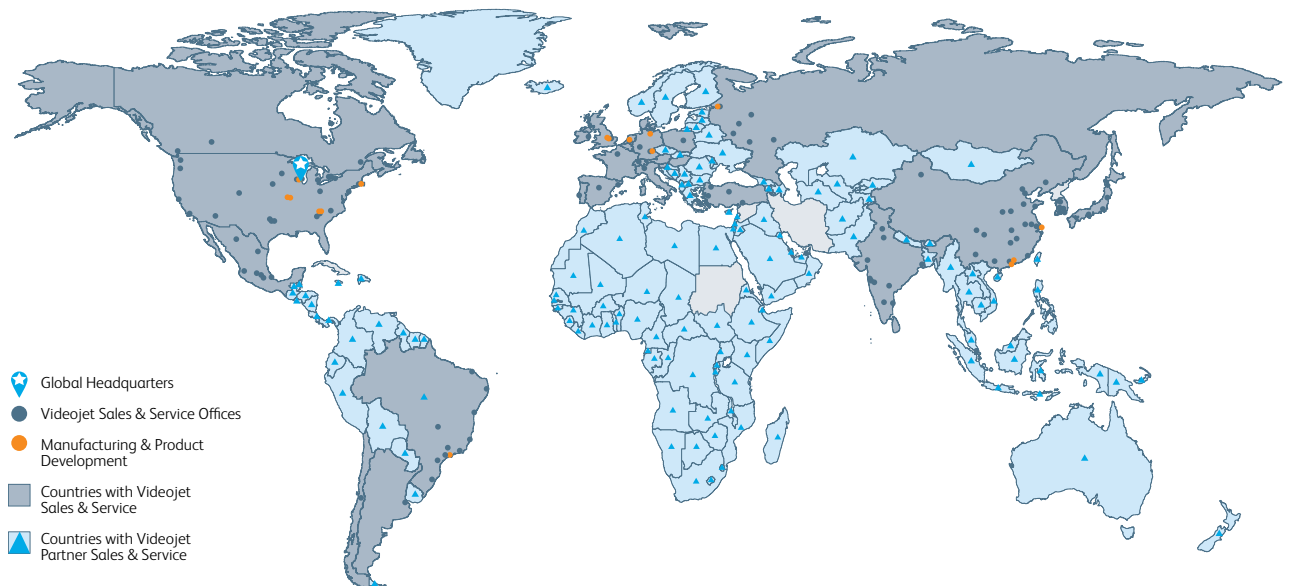 Global Headquarters
Videojet Sales & Service Offices
Manufacturing & Product
Development
Countries with Videojet
Sales & Service
Countries with Videojet
Partner Sales & Service